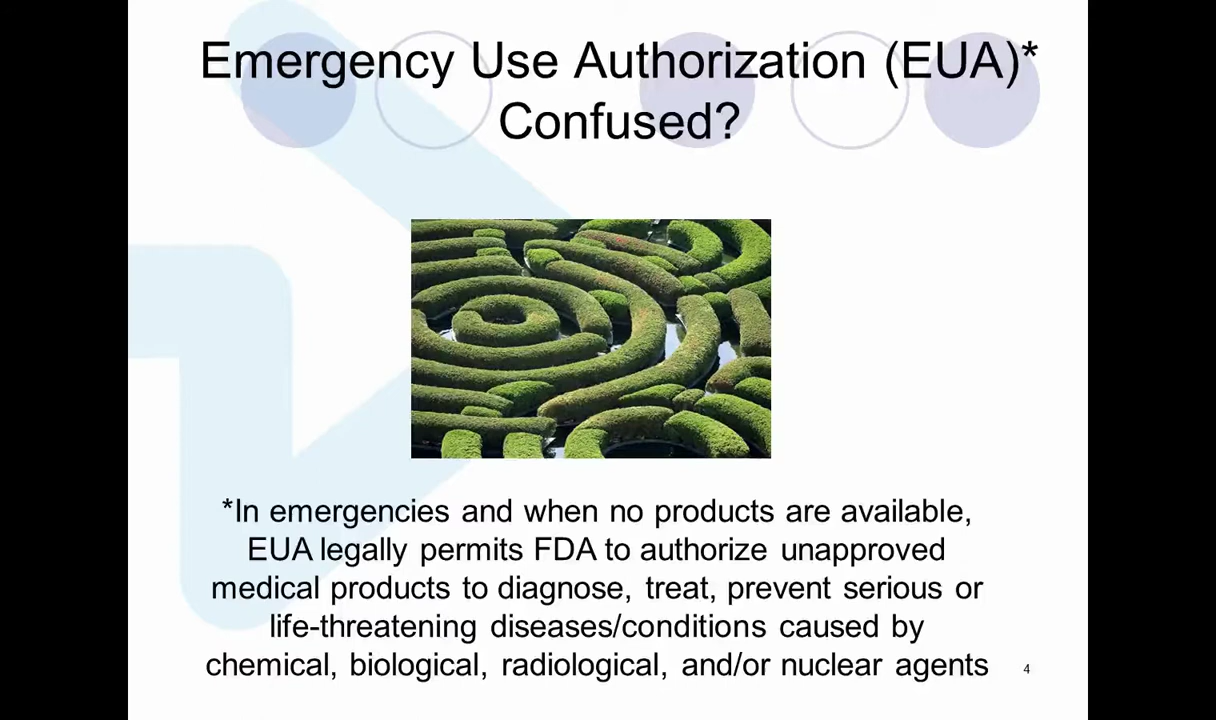 Emergency Use Authorization (EUA)*
Confused?
*In emergencies and when no products are available,
EUA legally permits FDA to authorize unapproved
medical products to diagnose, treat, prevent serious or
life-threatening diseases/conditions caused by
chemical, biological, radiological, and/or nuclear agents
4